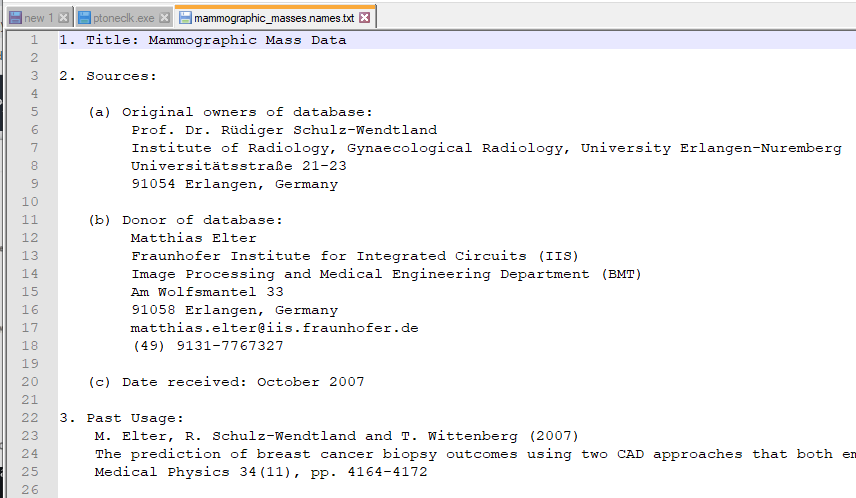 new 1
ptoneclk.exe
mammographic_masses.names.txt
1 1. Title: Mammographic Mass Data
2
3 2. Sources:
4
5 (a) Original owners of database:
6 Prof. Dr. Rüdiger Schulz-Wendtland
7 Institute of Radiology, Gynaecological Radiology, University Erlangen-Nuremberg
8 Universitätsstraße 21-23
9 91054 Erlangen, Germany
10
11 (b) Donor of database:
12 Matthias Elter
13 Fraunhofer Institute for Integrated Circuits (IIS)
14 Image Processing and Medical Engineering Department (BMT)
15 Am Wolfsmantel 33
16 91058 Erlangen, Germany
17 matthias.elter@iis.fraunhofer.de
18 (49) 9131-7767327
19
20 (c) Date received: October 2007
21
22 3. Past Usage:
23 M. Elter, R. Schulz-Wendtland and T. Wittenberg (2007)
24 The prediction of breast cancer biopsy outcomes using two CAD approaches that both
25 Medical Physics 34(11), pp. 4164-4172
26